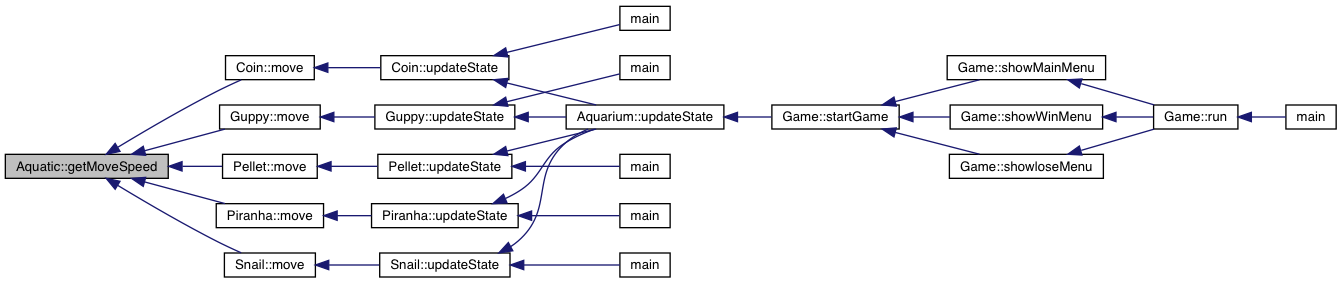 main
Coin::move
Coin::updateState
main
Game::showMainMenu
Guppy::move
Guppy::updateState
Aquarium::updateState
Game::startGame
Game::showWinMenu
Game::run
main
Aquatic::getMoveSpeed
Pellet::move
Pellet::updateState
main
Game::showloseMenu
Piranha::move
Piranha::updateState
main
Snail::move
Snail::updateState
main